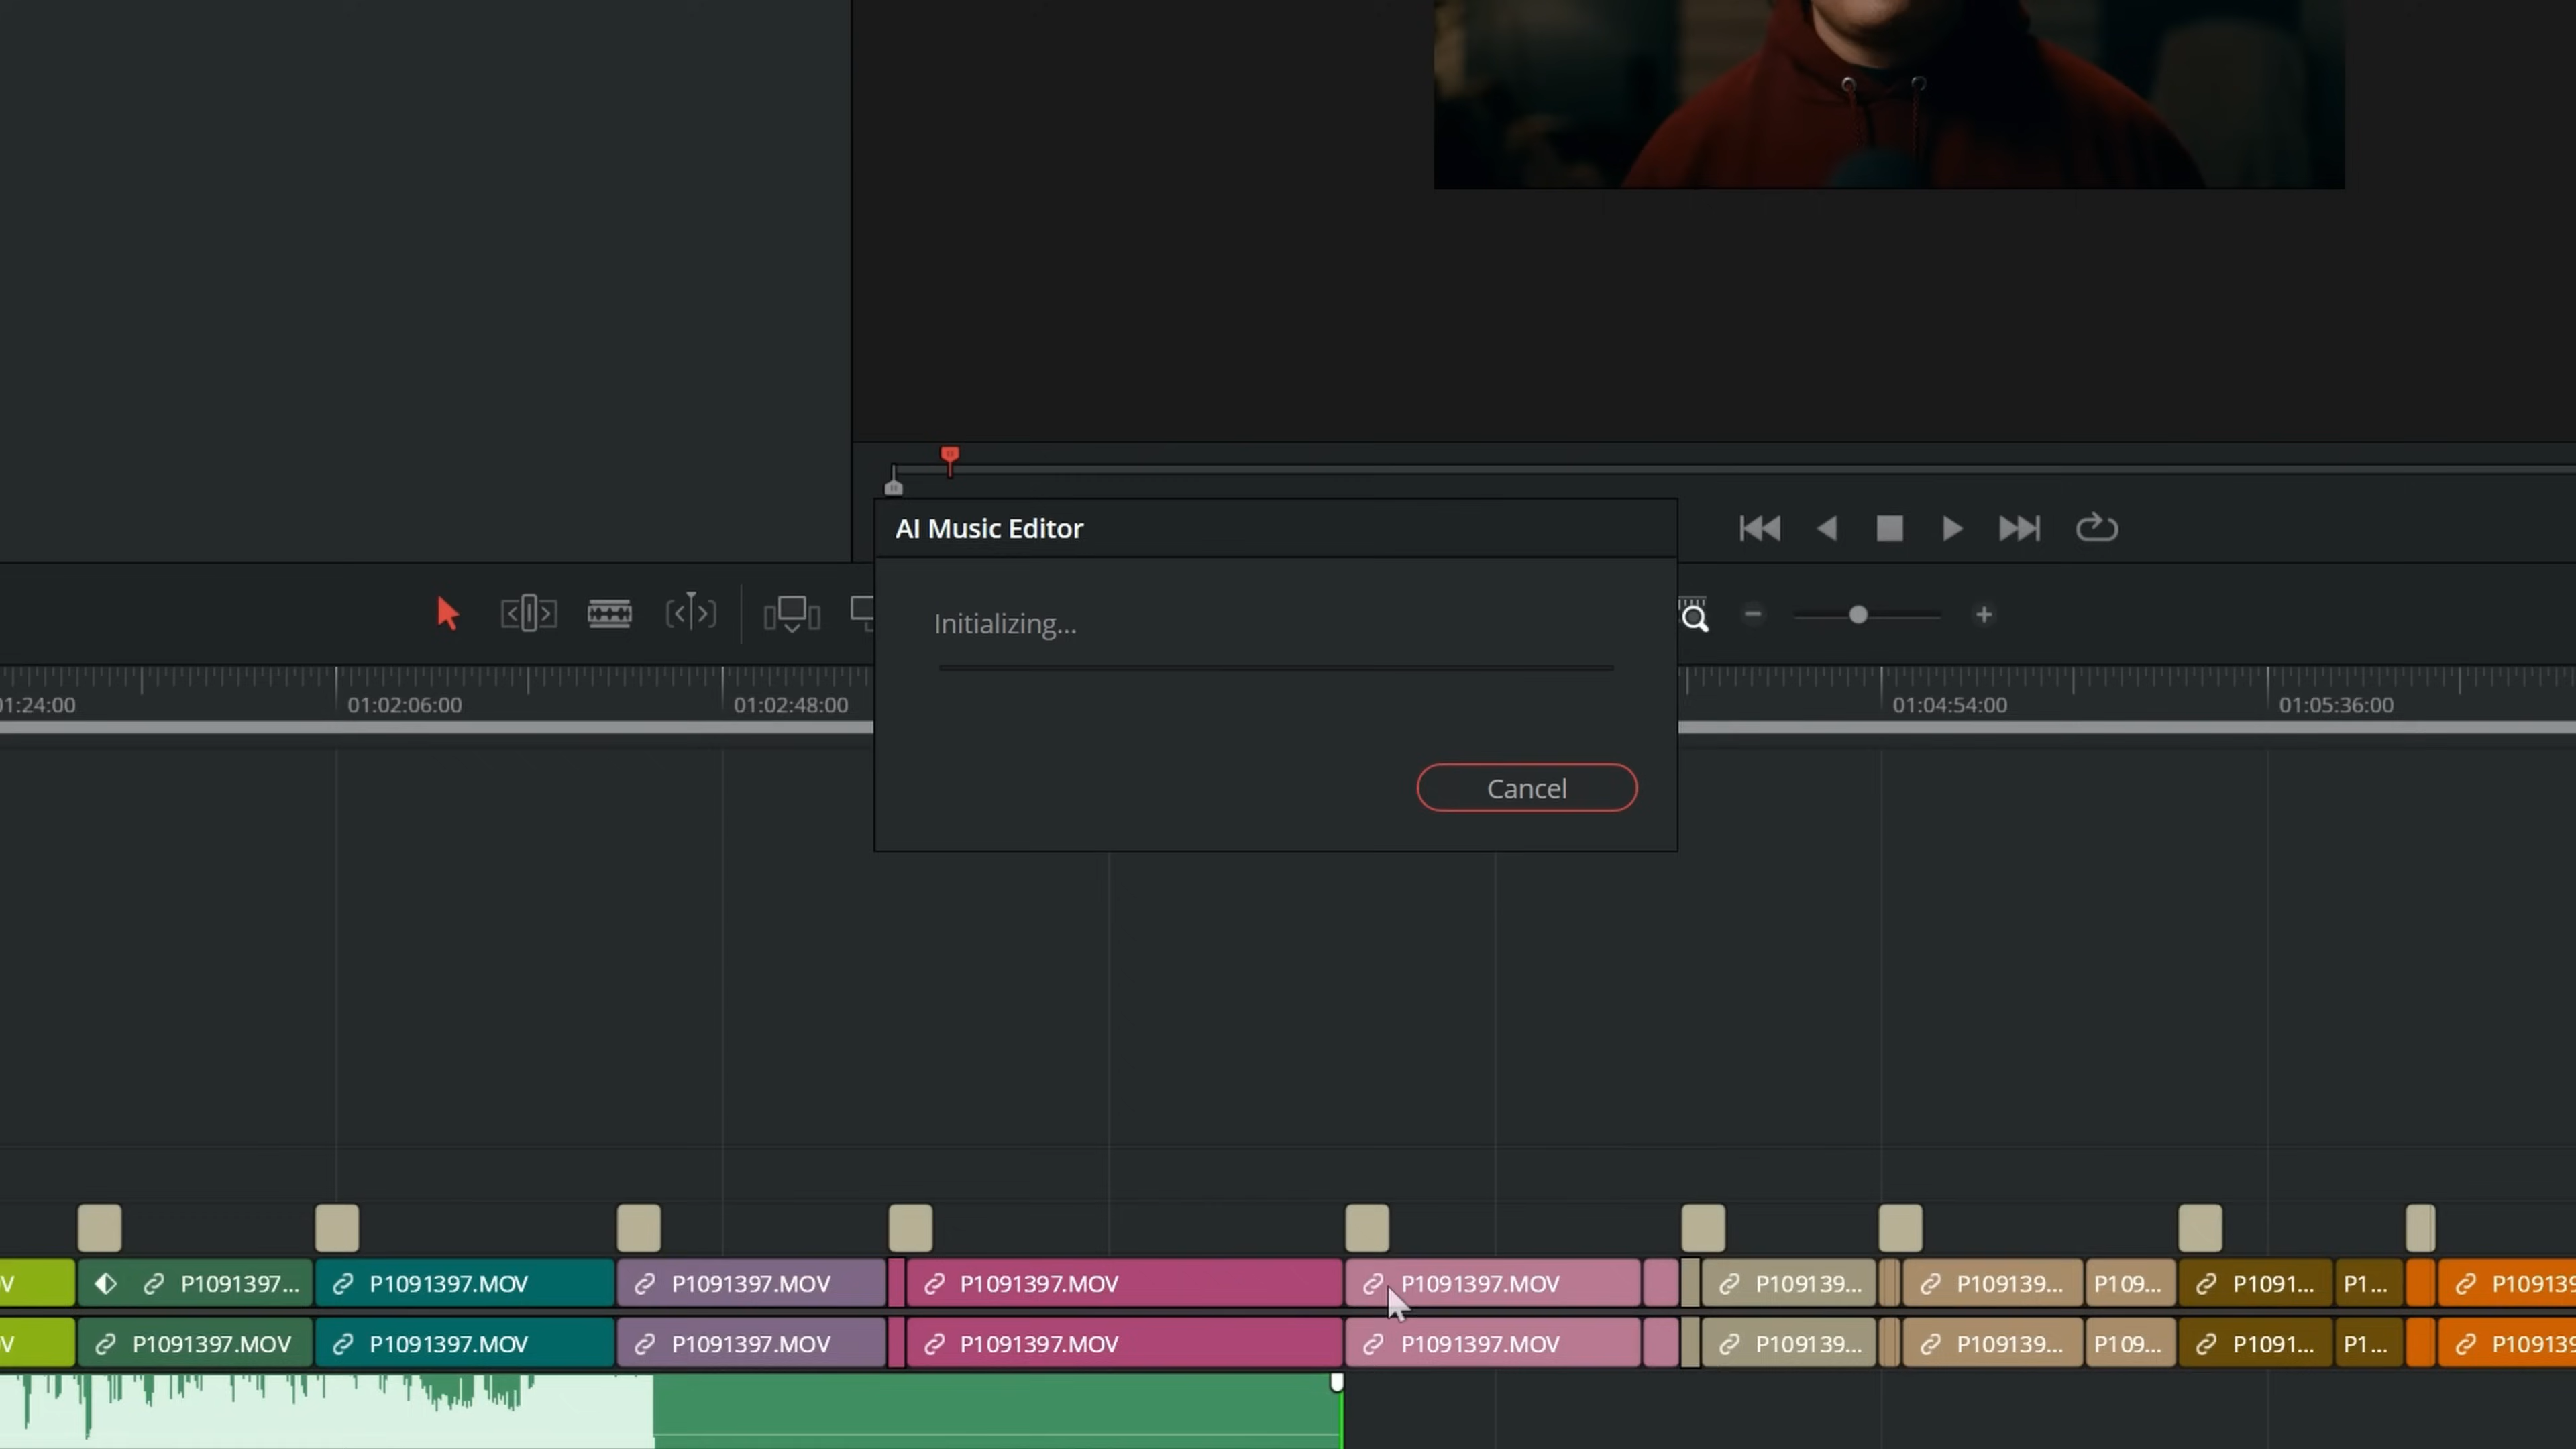 AI Music Editor
Initializing...
Cancel
01:24:00 01:02:06:00 01:02:48:00 01:04:54:00 01:05:36:00
V P1091397... P1091397.MOV P1091397.MOV P1091397.MOV P1091397.MOV P109139... P109139... P109... P1091... P1... P109139
V P1091397.MOV P1091397.MOV P1091397.MOV P1091397.MOV P1091397.MOV P109139... P109139... P109... P1091... P1... P109139